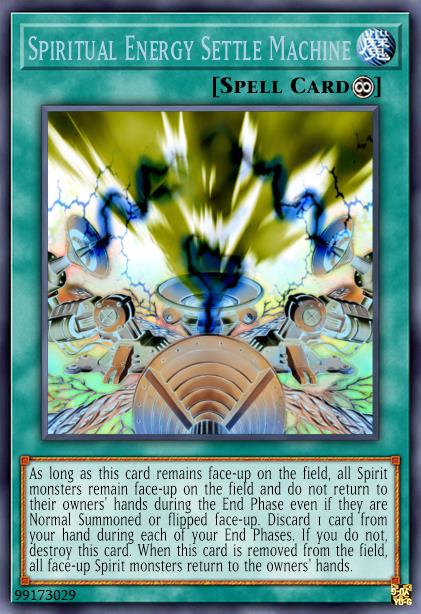 Spiritual Energy Settle Machine 魔
[Spell Card]
As long as this card remains face-up on the field, all Spirit
monsters remain face-up on the field and do not return to
their owners' hands during the End Phase even if they are
Normal Summoned or flipped face-up. Discard 1 card from
your hand during each of your End Phases. If you do not,
destroy this card. When this card is removed from the field,
all face-up Spirit monsters return to the owners' hands.
99173029